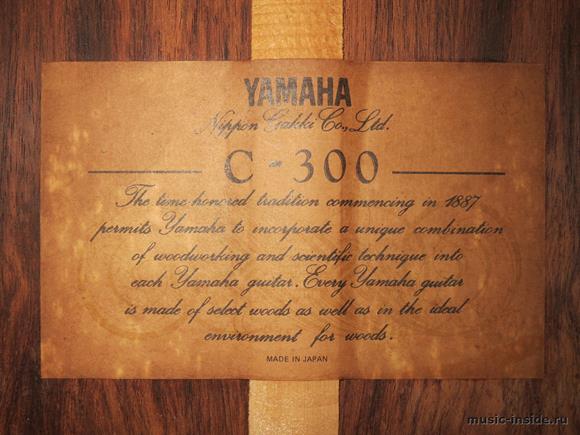 YAMAHA
Nippon Gakki Co., Ltd.
C-300
The time-honored tradition commencing in 1887
permits Yamaha to incorporate a unique combination
of woodworking and scientific technique into
each Yamaha guitar. Every Yamaha guitar
is made of select woods as well as in the ideal
environment for woods.
MADE IN JAPAN
music-inside.ru